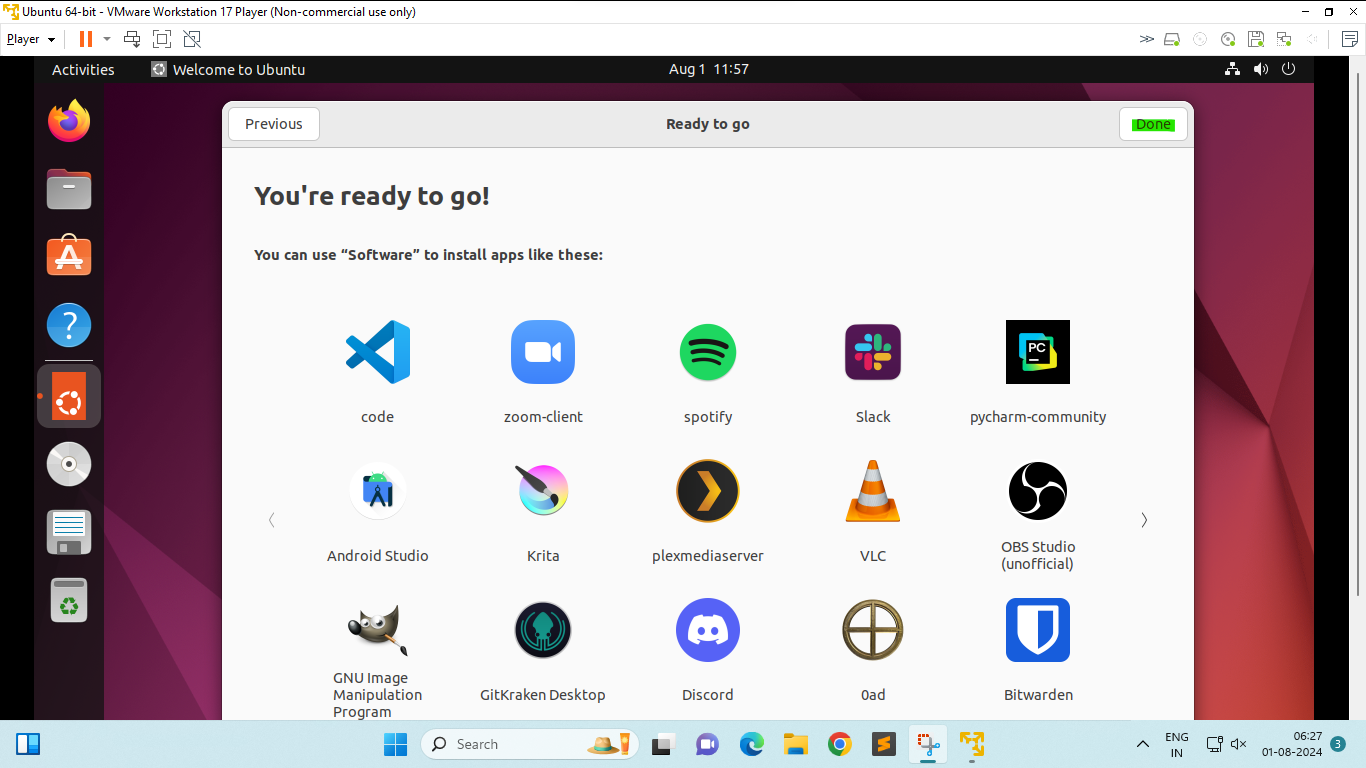 Ubuntu 64-bit - VMware Workstation 17 Player (Non-commercial use only)
Player
Activities
Welcome to Ubuntu
Aug 1 11:57
Previous
Ready to go
Done
You're ready to go!
You can use “Software” to install apps like these:
code
zoom-client
spotify
Slack
PC
pycharm-community
Android Studio
Krita
plexmediaserver
VLC
OBS Studio
(unofficial)
GNU Image
Manipulation
Program
GitKraken Desktop
Discord
0ad
Bitwarden
Search
ENG
IN
06:27
01-08-2024
3